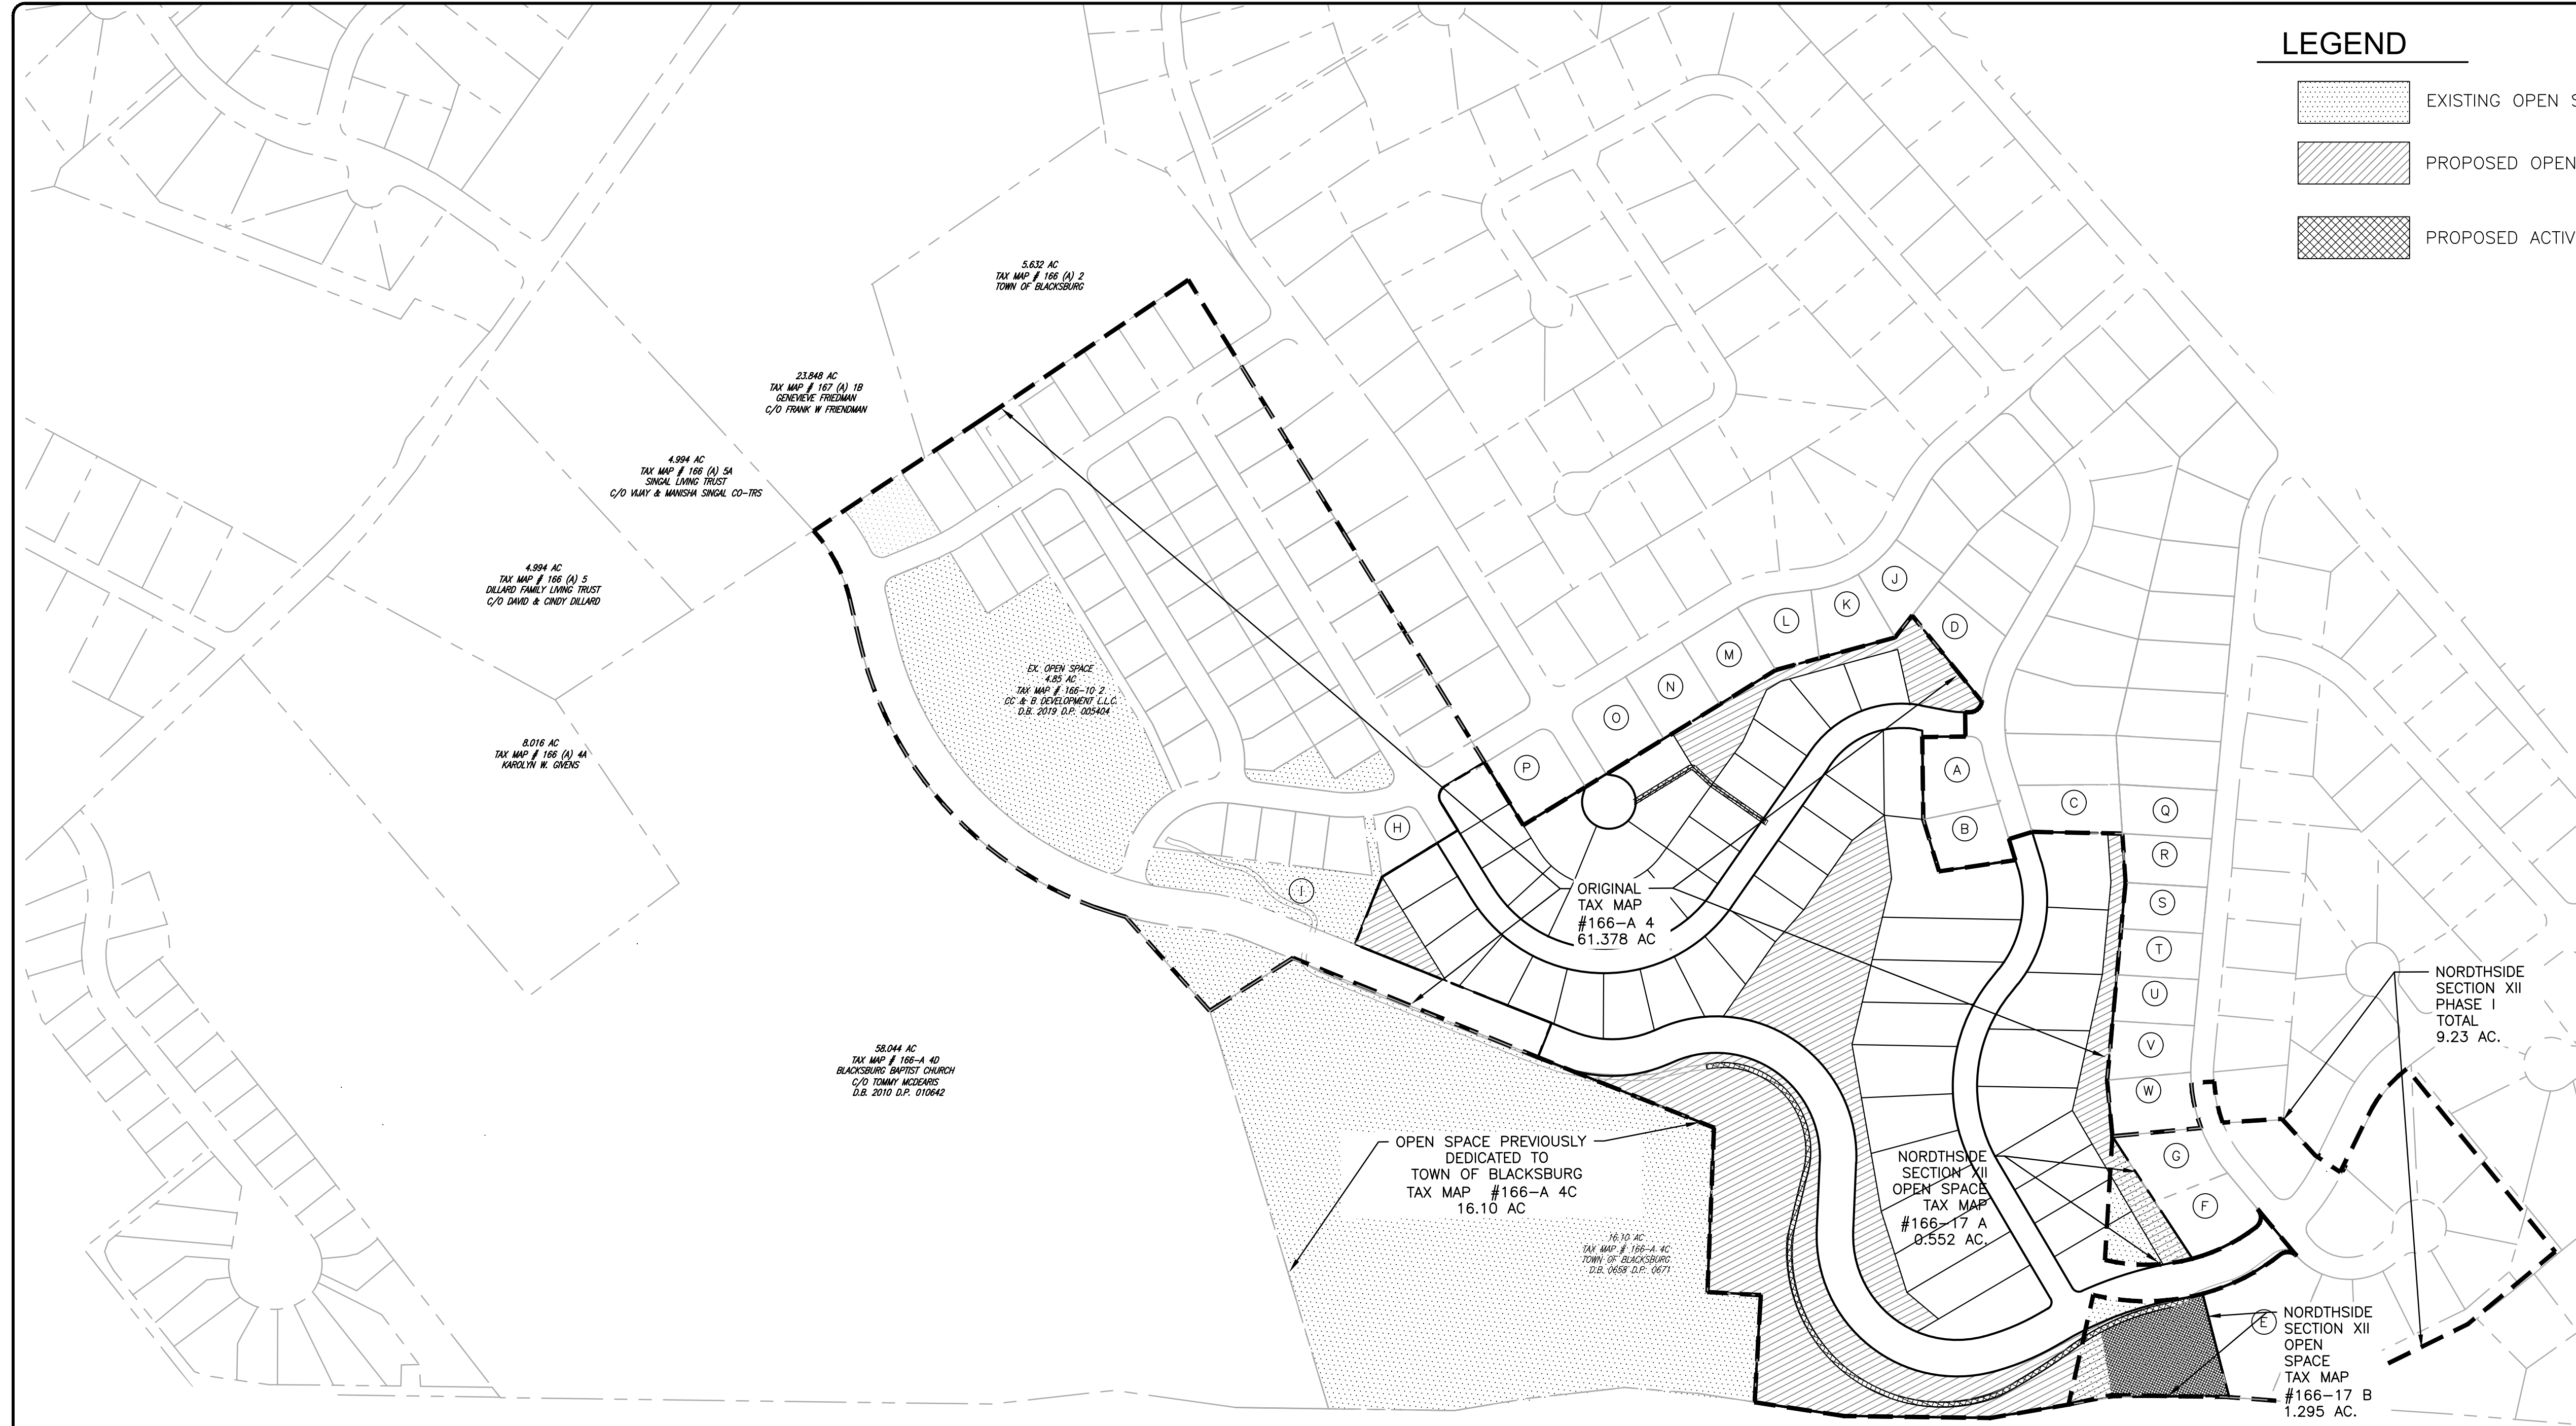 LEGEND
EXISTING OPEN
PROPOSED OPEN
PROPOSED ACTIV
5.632 AC
TAX MAP # 166 (A) 2
TOWN OF BLACKSBURG
23.848 AC
TAX MAP # 167 (A) 1B
GENEVIEVE FRIEDMAN
C/O FRANK W FRIENDMAN
4.994 AC
TAX MAP # 166 (A) 5A
SINGAL LIVING TRUST
C/O VIJAY & MANISHA SINGAL CO-TRS
4.994 AC
TAX MAP # 166 (A) 5
DILLARD FAMILY LIVING TRUST
C/O DAVID & CINDY DILLARD
8.016 AC
TAX MAP # 166 (A) 4A
KAROLYN W. GIVENS
EX. OPEN SPACE
4.85 AC
TAX MAP # 166-10 2
CC & B DEVELOPMENT L.L.C.
D.B. 2019 D.P. 005404
58.044 AC
TAX MAP # 166-A 4D
BLACKSBURG BAPTIST CHURCH
C/O TOMMY MCDEARIS
D.B. 2010 D.P. 010642
J
K
L
M
N
O
P
D
A
B
C
H
I
Q
R
S
T
U
V
W
G
F
E
ORIGINAL
TAX MAP
#166-A 4
61.378 AC
NORDTHSIDE
SECTION XII
PHASE I
TOTAL
9.23 AC.
OPEN SPACE PREVIOUSLY
DEDICATED TO
TOWN OF BLACKSBURG
TAX MAP #166-A 4C
16.10 AC
16.10 AC
TAX MAP # 166-A 4C
TOWN OF BLACKSBURG
D.B. 0658 D.P. 0671
NORDTHSIDE
SECTION XII
OPEN SPACE
TAX MAP
#166-17 A
0.552 AC.
NORDTHSIDE
SECTION XII
OPEN
SPACE
TAX MAP
#166-17 B
1.295 AC.